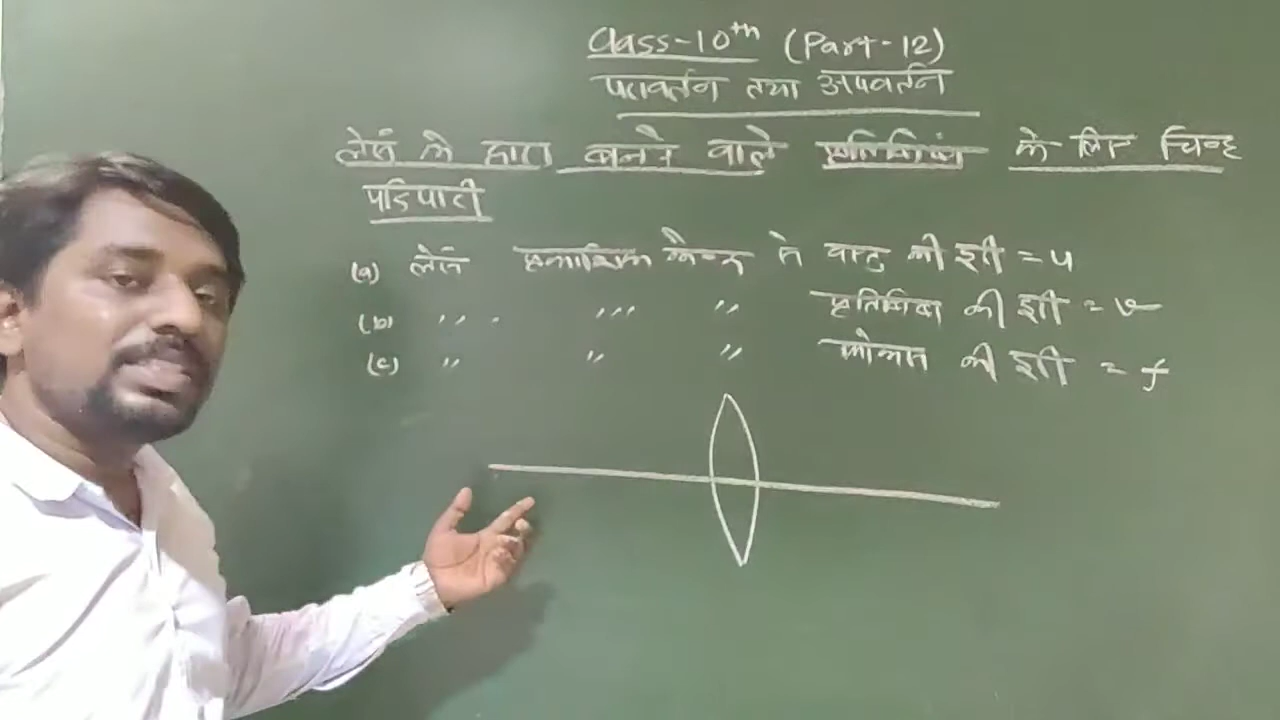 Class-10th (Part-12)
परावर्तन तथा अपवर्तन
लेंस के द्वारा बनने वाले प्रतिबिंब के लिए चिन्ह
परिपाटी
(a) लेंस प्रकाशिक केन्द्र से वस्तु की दूरी = u
(b) ,, , ,,, ,, प्रतिबिंब की दूरी = v
(c) ,, ,, ,, फोकस की दूरी = f